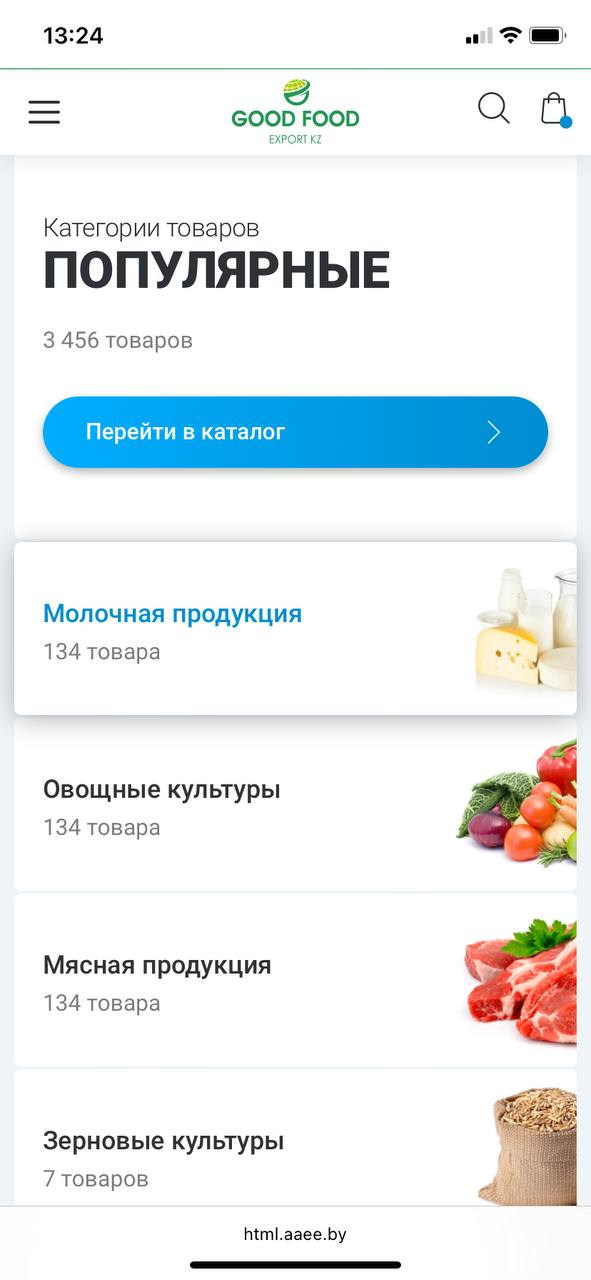 13:24
GOOD FOOD
EXPORT KZ
Категории товаров
ПОПУЛЯРНЫЕ
3 456 товаров
Перейти в каталог
Молочная продукция
134 товара
Овощные культуры
134 товара
Мясная продукция
134 товара
Зерновые культуры
7 товаров
html.aaee.by